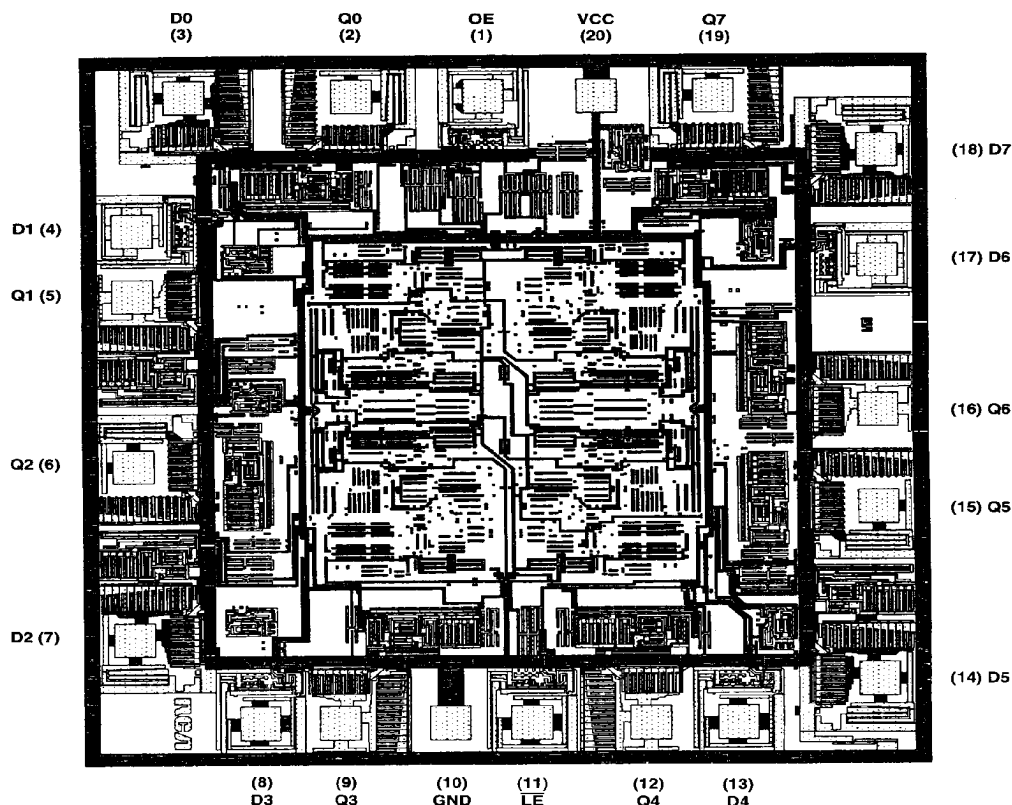 D0
(3)
Q0
(2)
OE
(1)
VCC
(20)
Q7
(19)
(18) D7
D1 (4)
(17) D6
Q1 (5)
(16) Q6
Q2 (6)
(15) Q5
D2 (7)
(14) D5
RCA
(8)
D3
(9)
Q3
(10)
GND
(11)
LE
(12)
Q4
(13)
D4